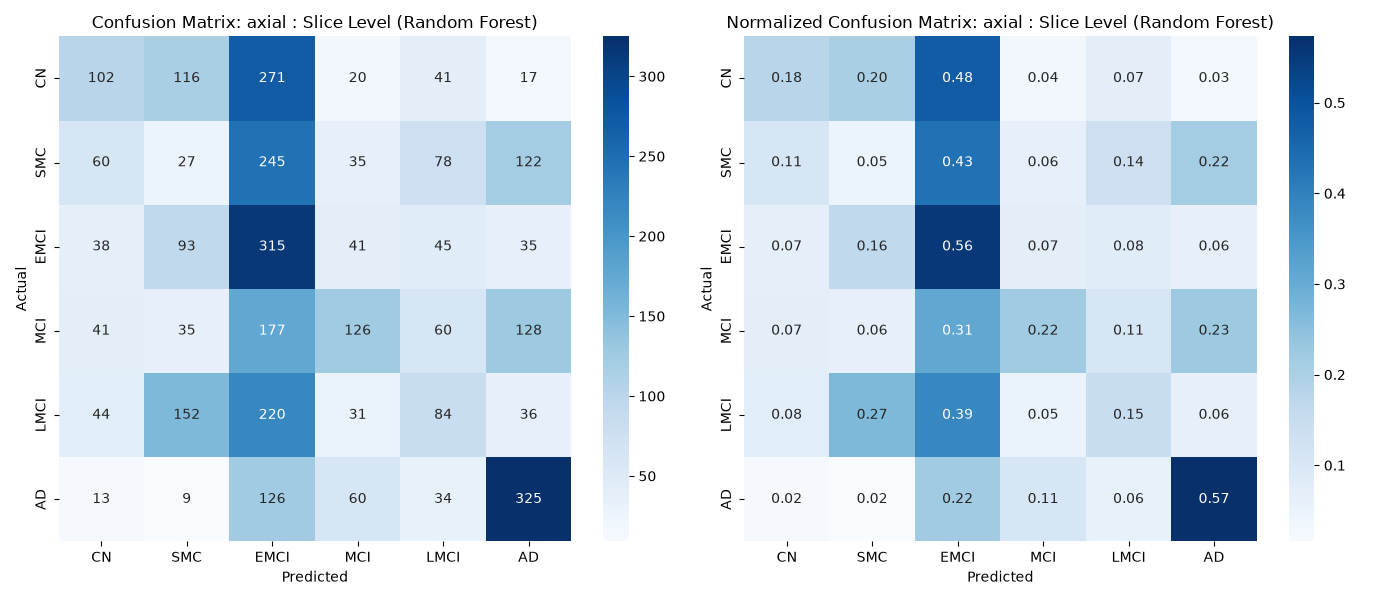 Confusion Matrix: axial : Slice Level (Random Forest)
CN 102 116 271 20 41 17
SMC 60 27 245 35 78 122
EMCI 38 93 315 41 45 35
MCI 41 35 177 126 60 128
LMCI 44 152 220 31 84 36
AD 13 9 126 60 34 325
CN SMC EMCI MCI LMCI AD
Predicted
Actual
300
250
200
150
100
50
Normalized Confusion Matrix: axial : Slice Level (Random Forest)
CN 0.18 0.20 0.48 0.04 0.07 0.03
SMC 0.11 0.05 0.43 0.06 0.14 0.22
EMCI 0.07 0.16 0.56 0.07 0.08 0.06
MCI 0.07 0.06 0.31 0.22 0.11 0.23
LMCI 0.08 0.27 0.39 0.05 0.15 0.06
AD 0.02 0.02 0.22 0.11 0.06 0.57
CN SMC EMCI MCI LMCI AD
Predicted
Actual
0.5
0.4
0.3
0.2
0.1